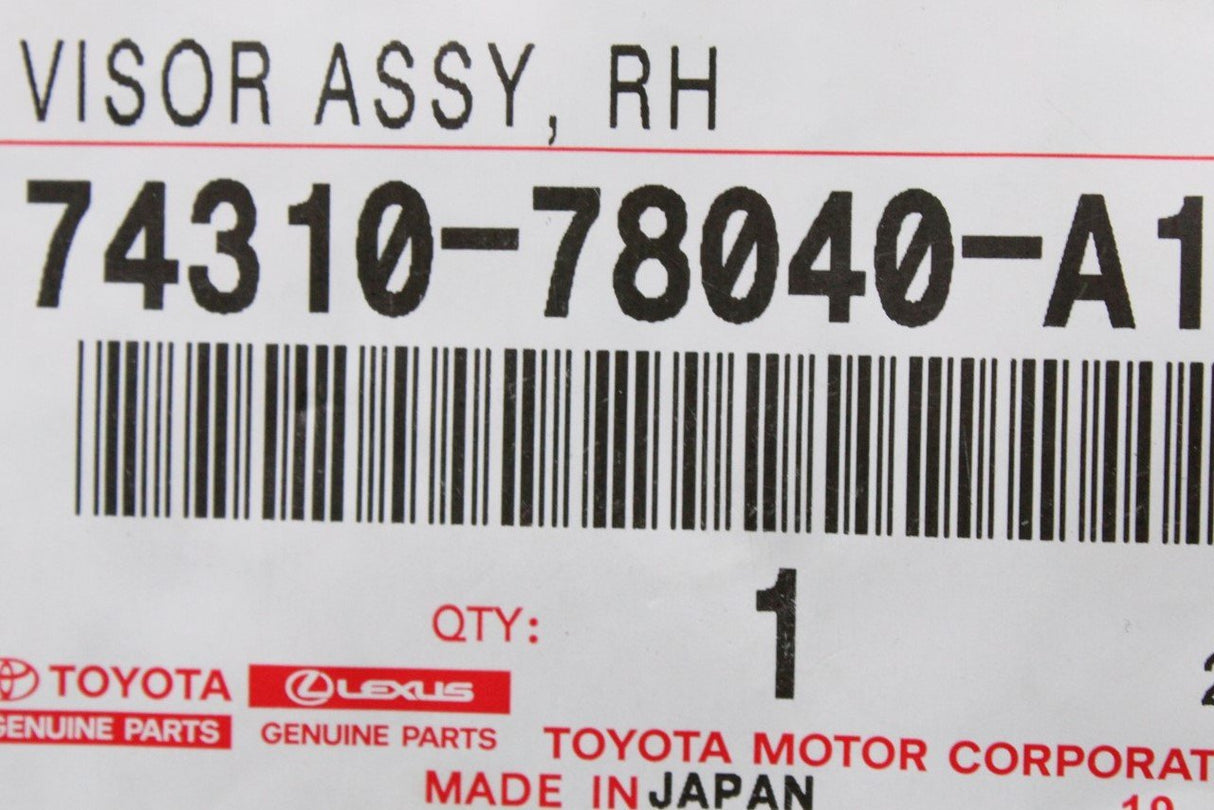 VISOR ASSY, RH
74310-78040-A1
QTY: 1
TOYOTA LEXUS
GENUINE PARTS GENUINE PARTS
TOYOTA MOTOR CORPORAT
MADE IN JAPAN